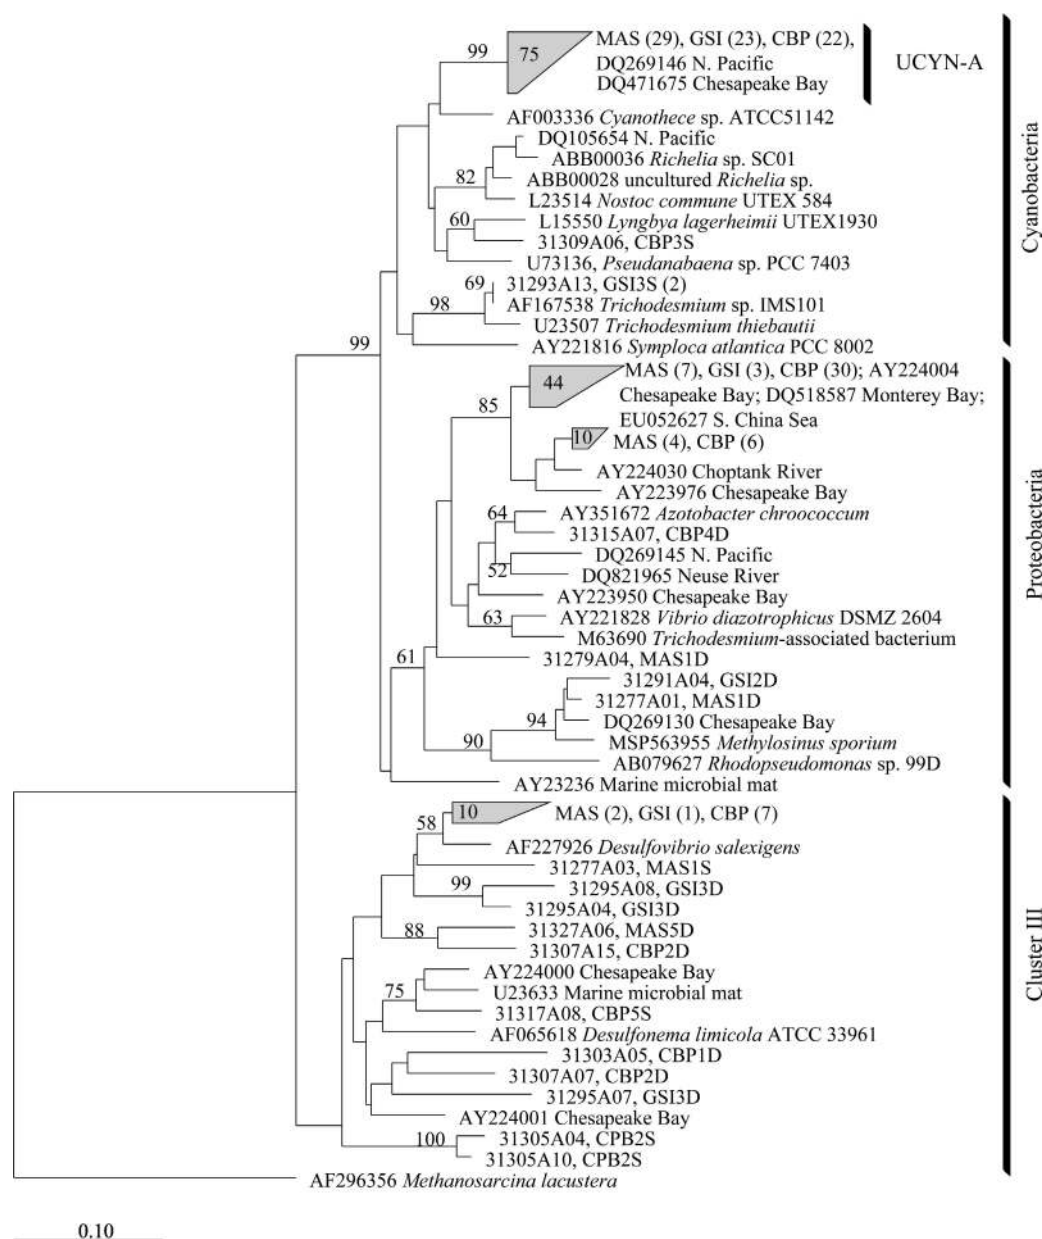 99
75
MAS (29), GSI (23), CBP (22),
DQ269146 N. Pacific
DQ471675 Chesapeake Bay
UCYN-A
AF003336 Cyanothece sp. ATCC51142
DQ105654 N. Pacific
ABB00036 Richelia sp. SC01
82
ABB00028 uncultured Richelia sp.
L23514 Nostoc commune UTEX 584
60
L15550 Lyngbya lagerheimii UTEX1930
31309A06, CBP3S
U73136, Pseudanabaena sp. PCC 7403
69
31293A13, GSI3S (2)
98
AF167538 Trichodesmium sp. IMS101
U23507 Trichodesmium thiebautii
99
AY221816 Symploca atlantica PCC 8002
Cyanobacteria
44
MAS (7), GSI (3), CBP (30); AY224004
Chesapeake Bay; DQ518587 Monterey Bay;
85
EU052627 S. China Sea
10
MAS (4), CBP (6)
AY224030 Choptank River
AY223976 Chesapeake Bay
64
AY351672 Azotobacter chroococcum
31315A07, CBP4D
DQ269145 N. Pacific
52
DQ821965 Neuse River
AY223950 Chesapeake Bay
63
AY221828 Vibrio diazotrophicus DSMZ 2604
M63690 Trichodesmium-associated bacterium
61
31279A04, MAS1D
31291A04, GSI2D
31277A01, MAS1D
94
DQ269130 Chesapeake Bay
90
MSP563955 Methylosinus sporium
AB079627 Rhodopseudomonas sp. 99D
AY23236 Marine microbial mat
Proteobacteria
10
MAS (2), GSI (1), CBP (7)
58
AF227926 Desulfovibrio salexigens
31277A03, MAS1S
99
31295A08, GSI3D
31295A04, GSI3D
88
31327A06, MAS5D
31307A15, CBP2D
AY224000 Chesapeake Bay
75
U23633 Marine microbial mat
31317A08, CBP5S
AF065618 Desulfonema limicola ATCC 33961
31303A05, CBP1D
31307A07, CBP2D
31295A07, GSI3D
AY224001 Chesapeake Bay
100
31305A04, CPB2S
31305A10, CPB2S
Cluster III
AF296356 Methanosarcina lacustera
0.10